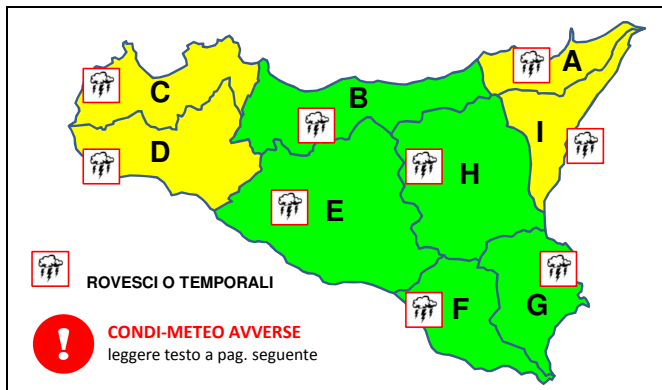 A
C
B
I
D
H
E
F
G
ROVESCI O TEMPORALI
!
CONDI-METEO AVVERSE
leggere testo a pag. seguente